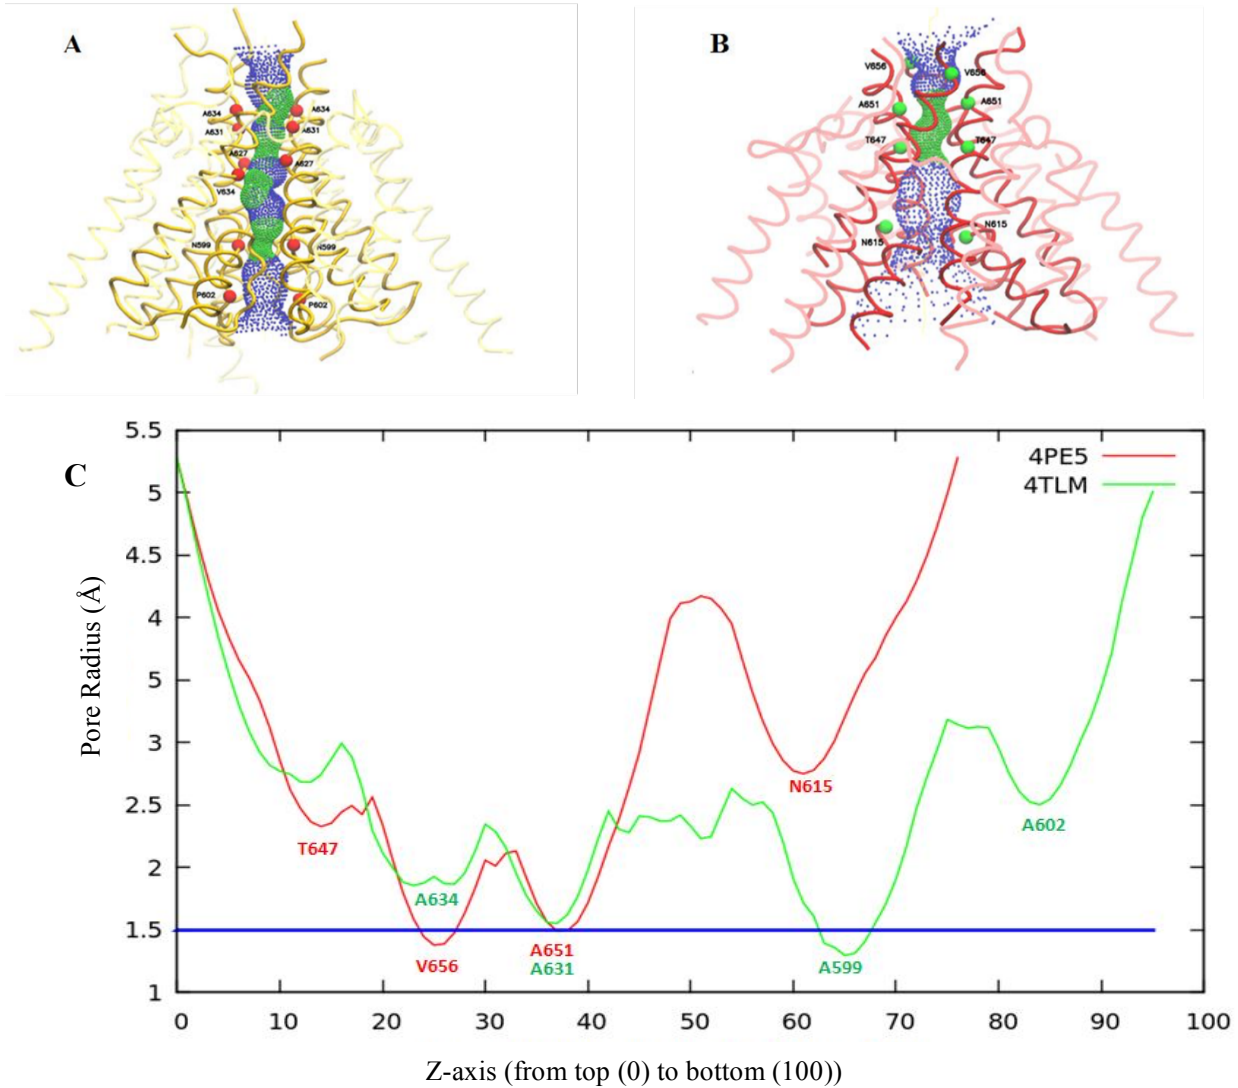 A
A634
A634
A631
A631
A627
A627
V634
N599
N599
P602
P602
B
V656
V656
A651
A651
T647
T647
N615
N615
C
4PE5
4TLM
5.5
5
4.5
4
5
3
2.5
2
1.5
1
Pore Radius (Å)
T647
A634
V656
A651
A631
N615
A599
A602
0 10 20 30 40 50 60 70 80 90 100
Z-axis (from top (0) to bottom (100))